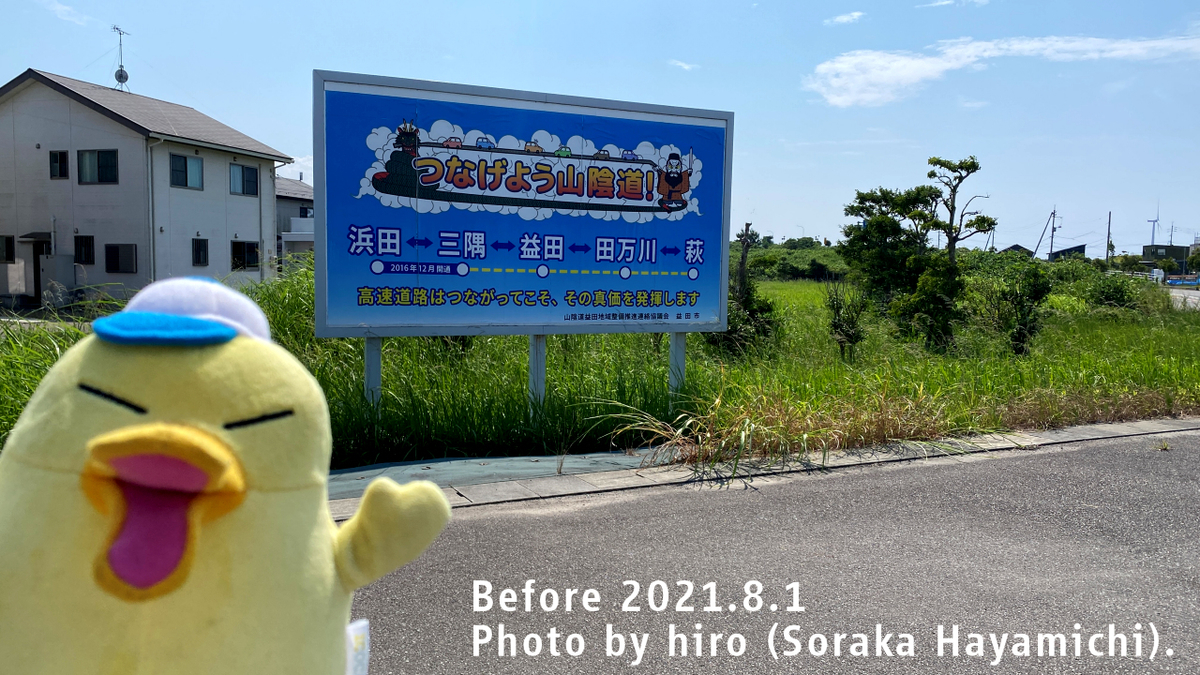 つなげよう山陰道!
浜田⇔三隅⇔益田⇔田万川⇔萩
2016年12月開通
高速道路はつながってこそ、その真価を発揮します
山陰道益田地域整備推進連絡協議会 益田市
Before 2021.8.1
Photo by hiro (Soraka Hayamichi).